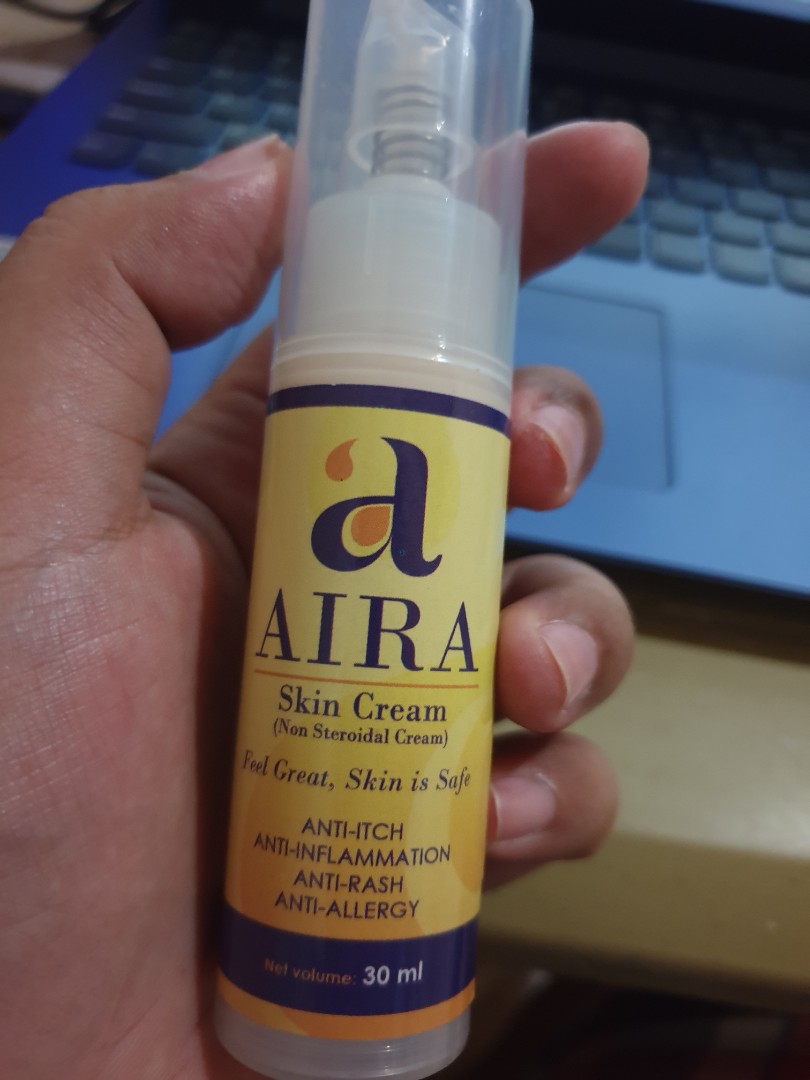 a
AIRA
Skin Cream
(Non Steroidal Cream)
Feel Great, Skin is Safe
ANTI-ITCH
ANTI-INFLAMMATION
ANTI-RASH
ANTI-ALLERGY
Net volume: 30 ml